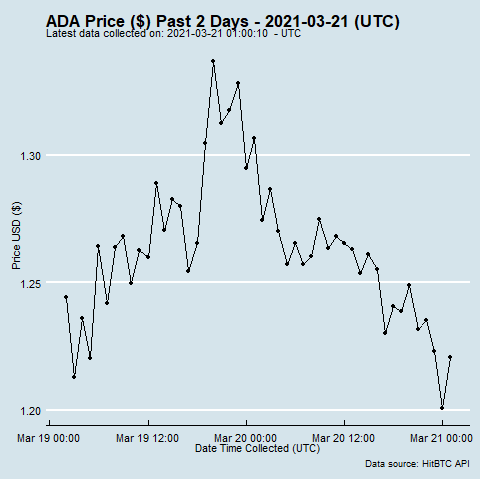 ADA Price ($) Past 2 Days - 2021-03-21 (UTC)
Latest data collected on: 2021-03-21 01:00:10  - UTC
1.30
1.25
1.20
Price USD ($)
Mar 19 00:00 Mar 19 12:00 Mar 20 00:00 Mar 20 12:00 Mar 21 00:00
Date Time Collected (UTC)
Data source: HitBTC API